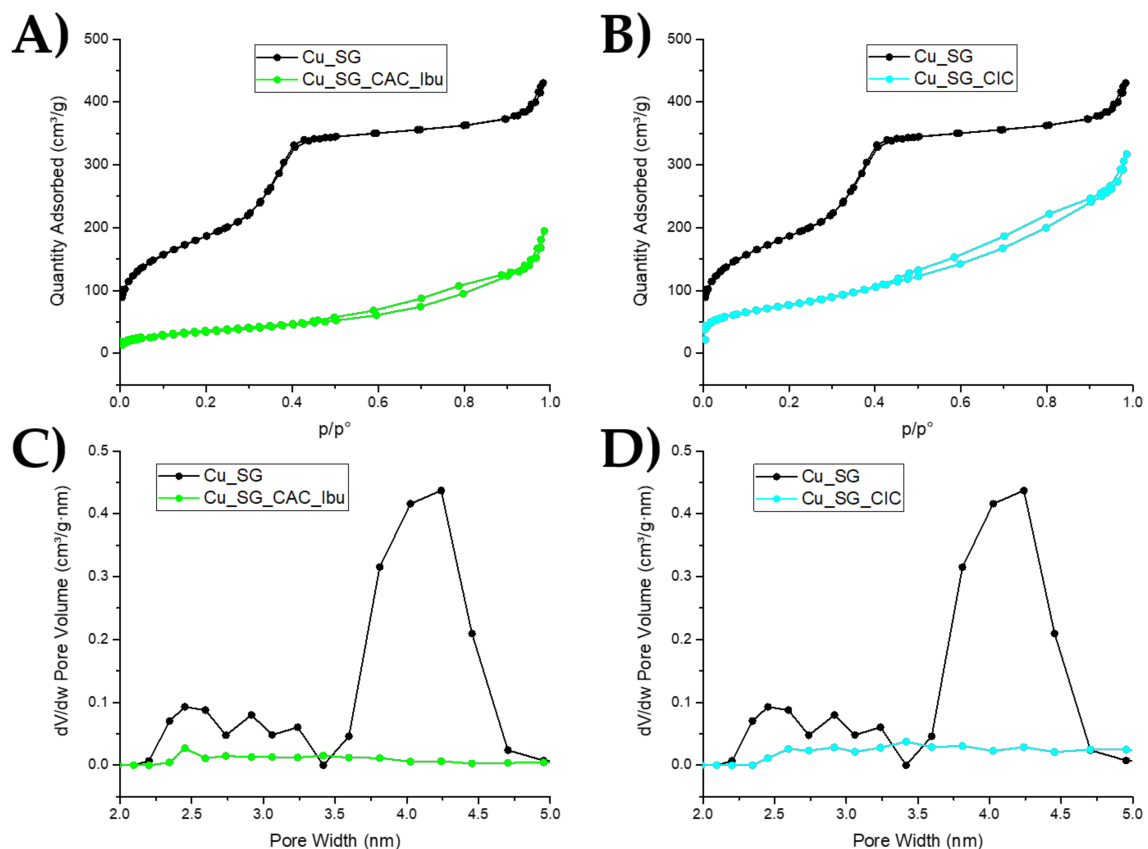 A)
Cu_SG
Cu_SG_CAC_Ibu
Quantity Adsorbed (cm³/g)
500
400
300
200
100
0
0.0 0.2 0.4 0.6 0.8 1.0
p/p°
B)
Cu_SG
Cu_SG_CIC
Quantity Adsorbed (cm³/g)
500
400
300
200
100
0
0.0 0.2 0.4 0.6 0.8 1.0
p/p°
C)
Cu_SG
Cu_SG_CAC_Ibu
dV/dw Pore Volume (cm³/g·nm)
0.5
0.4
0.3
0.2
0.1
0.0
2.0 2.5 3.0 3.5 4.0 4.5 5.0
Pore Width (nm)
D)
Cu_SG
Cu_SG_CIC
dV/dw Pore Volume (cm³/g·nm)
0.5
0.4
0.3
0.2
0.1
0.0
2.0 2.5 3.0 3.5 4.0 4.5 5.0
Pore Width (nm)